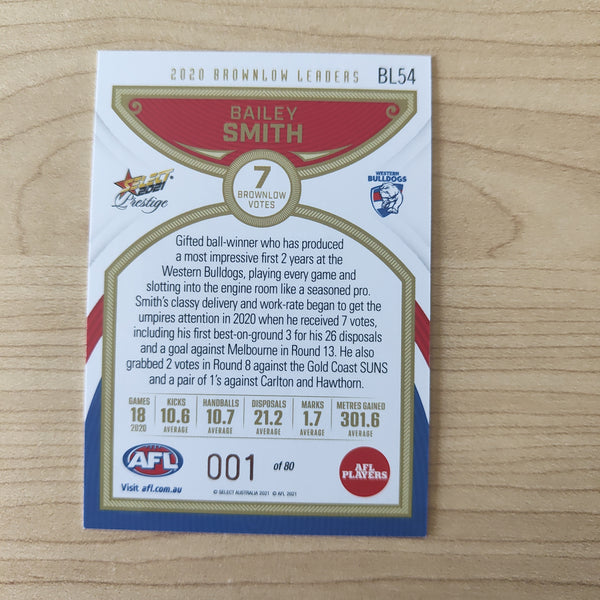 2020 BROWNLOW LEADERS BL54
BAILEY
SMITH
SELECT
2021
Prestige
7
BROWNLOW
VOTES
WESTERN
BULLDOGS
Gifted ball-winner who has produced
a most impressive first 2 years at the
Western Bulldogs, playing every game and
slotting into the engine room like a seasoned pro.
Smith's classy delivery and work-rate began to get the
umpires attention in 2020 when he received 7 votes,
including his first best-on-ground 3 for his 26 disposals
and a goal against Melbourne in Round 13. He also
grabbed 2 votes in Round 8 against the Gold Coast SUNS
and a pair of 1's against Carlton and Hawthorn.
GAMES KICKS HANDBALLS DISPOSALS MARKS METRES GAINED
18 10.6 10.7 21.2 1.7 301.6
2020 AVERAGE AVERAGE AVERAGE AVERAGE AVERAGE
AFL
Visit afl.com.au
001 of 80
AFL
PLAYERS
© SELECT AUSTRALIA 2021 © AFL 2021